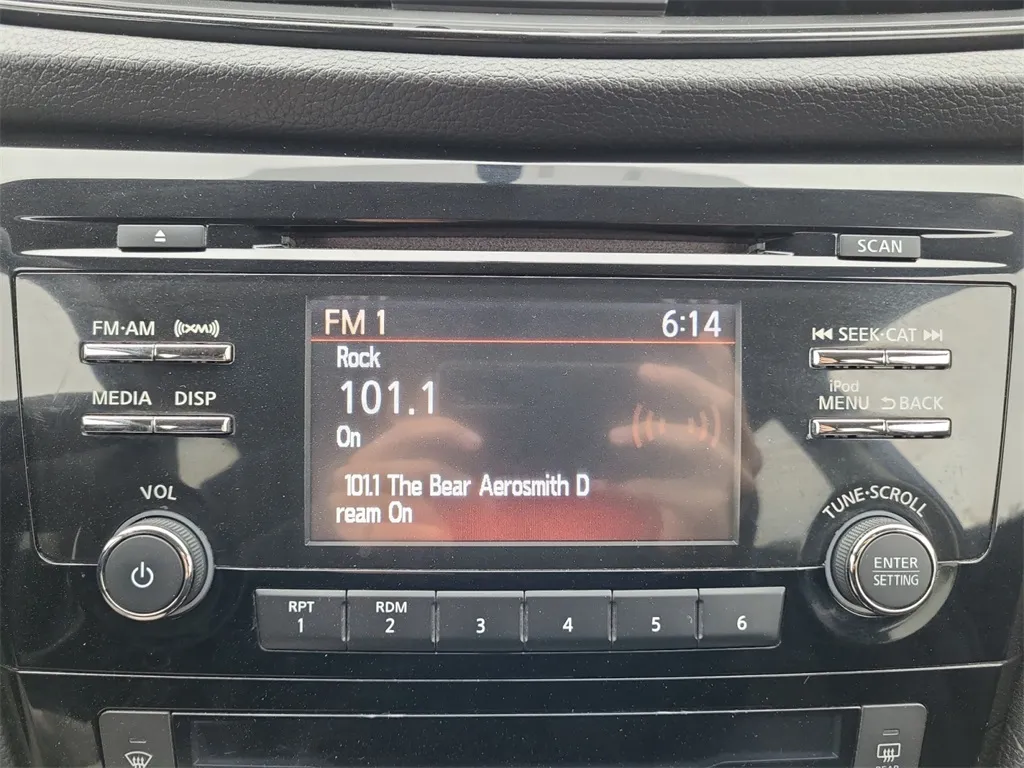 SCAN
FM·AM
((XM))
SEEK·CAT
FM 1 6:14
Rock
101.1
On
101.1 The Bear Aerosmith D
ream On
MEDIA DISP
iPod
MENU BACK
VOL
TUNE·SCROLL
ENTER
SETTING
RPT
1
RDM
2
3
4
5
6